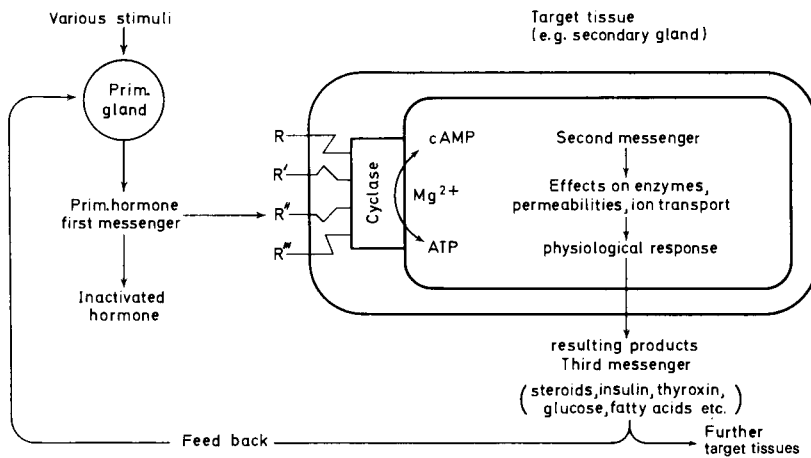 Various stimuli
Prim.
gland
Prim. hormone
first messenger
Inactivated
hormone
Target tissue
(e.g. secondary gland)
R
R'
R"
R'''
Cyclase
cAMP
Mg2+
ATP
Second messenger
Effects on enzymes,
permeabilities, ion transport
physiological response
resulting products
Third messenger
(steroids, insulin, thyroxin,
glucose, fatty acids etc.)
Feed back
Further
target tissues